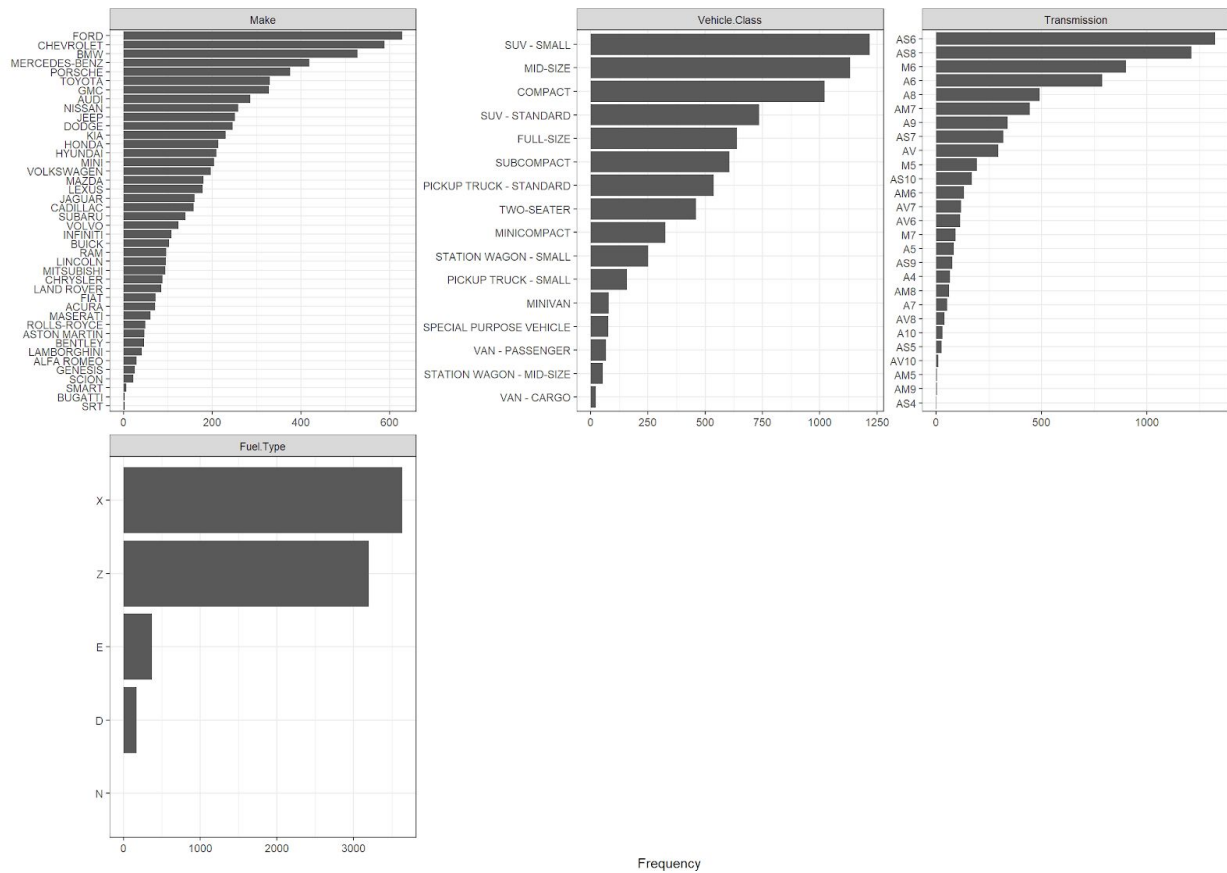 Make
FORD
CHEVROLET
BMW
MERCEDES-BENZ
PORSCHE
TOYOTA
GMC
AUDI
NISSAN
JEEP
DODGE
KIA
HONDA
HYUNDAI
MINI
VOLKSWAGEN
MAZDA
LEXUS
JAGUAR
CADILLAC
SUBARU
VOLVO
INFINITI
BUICK
RAM
LINCOLN
MITSUBISHI
CHRYSLER
LAND ROVER
FIAT
ACURA
MASERATI
ROLLS-ROYCE
ASTON MARTIN
BENTLEY
LAMBORGHINI
ALFA ROMEO
GENESIS
SCION
SMART
BUGATTI
SRT
0 200 400 600
Vehicle.Class
SUV - SMALL
MID-SIZE
COMPACT
SUV - STANDARD
FULL-SIZE
SUBCOMPACT
PICKUP TRUCK - STANDARD
TWO-SEATER
MINICOMPACT
STATION WAGON - SMALL
PICKUP TRUCK - SMALL
MINIVAN
SPECIAL PURPOSE VEHICLE
VAN - PASSENGER
STATION WAGON - MID-SIZE
VAN - CARGO
0 250 500 750 1000 1250
Transmission
AS6
AS8
M6
A6
A8
AM7
A9
AS7
AV
M5
AS10
AM6
AV7
AV6
M7
A5
AS9
A4
AM8
A7
AV8
A10
AS5
AV10
AM5
AM9
AS4
0 500 1000
Fuel.Type
X
Z
E
D
N
0 1000 2000 3000
Frequency